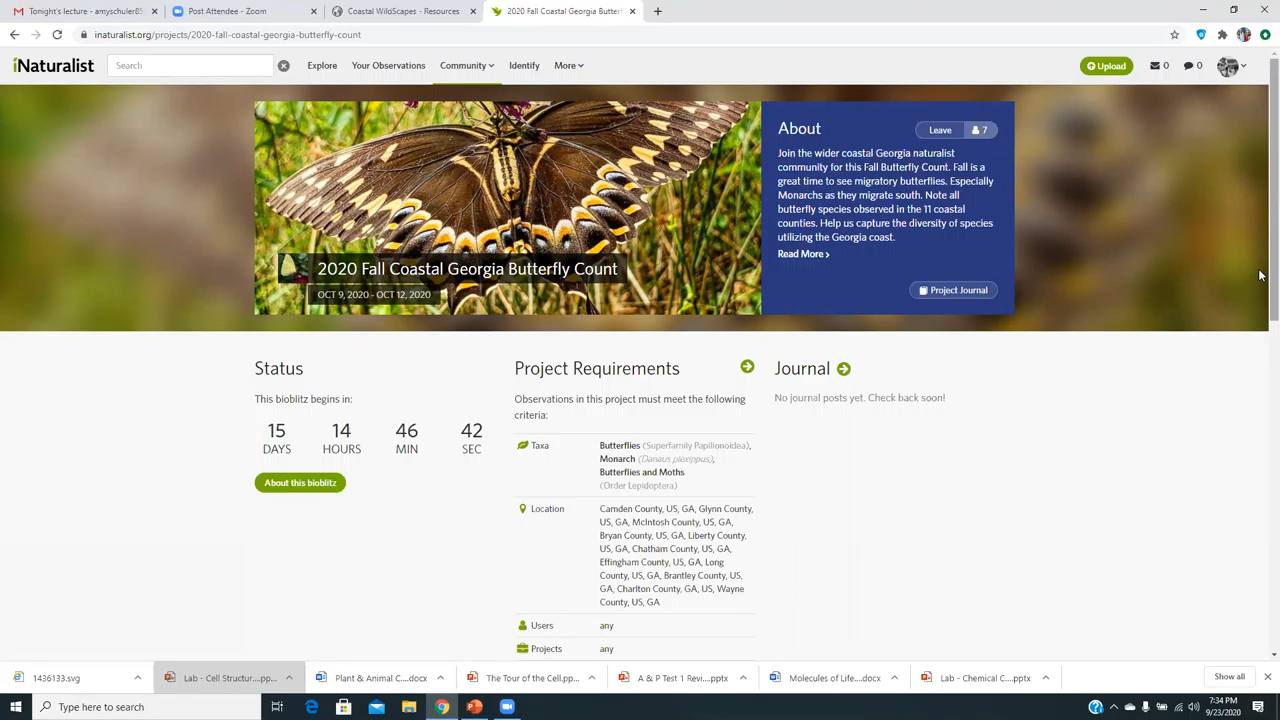 Tonight's lecture - amyschuler85
Post Attendee - Zoom
Coastal WildScapes - Resources
2020 Fall Coastal Georgia Butter
inaturalist.org/projects/2020-fall-coastal-georgia-butterfly-count
iNaturalist
Search
Explore
Your Observations
Community
Identify
More
Upload
0
0
About
Leave
7
Join the wider coastal Georgia naturalist
community for this Fall Butterfly Count. Fall is a
great time to see migratory butterflies. Especially
Monarchs as they migrate south. Note all
butterfly species observed in the 11 coastal
counties. Help us capture the diversity of species
utilizing the Georgia coast.
Read More
Project Journal
2020 Fall Coastal Georgia Butterfly Count
OCT 9, 2020 - OCT 12, 2020
Status
This bioblitz begins in:
15 14 46 42
DAYS HOURS MIN SEC
About this bioblitz
Project Requirements
Observations in this project must meet the following
criteria:
Taxa
Butterflies (Superfamily Papilionoidea),
Monarch (Danaus plexippus),
Butterflies and Moths
(Order Lepidoptera)
Location
Camden County, US, GA, Glynn County,
US, GA, McIntosh County, US, GA,
Bryan County, US, GA, Liberty County,
US, GA, Chatham County, US, GA,
Effingham County, US, GA, Long
County, US, GA, Brantley County, US,
GA, Charlton County, GA, US, Wayne
County, US, GA
Users any
Projects any
Journal
No journal posts yet. Check back soon!
1436133.svg
Lab - Cell Structur....pp...
Plant & Animal C....docx
The Tour of the Cell.pp...
A & P Test 1 Revi....pptx
Molecules of Life....docx
Lab - Chemical C....pptx
Show all
Type here to search
7:34 PM
9/23/2020